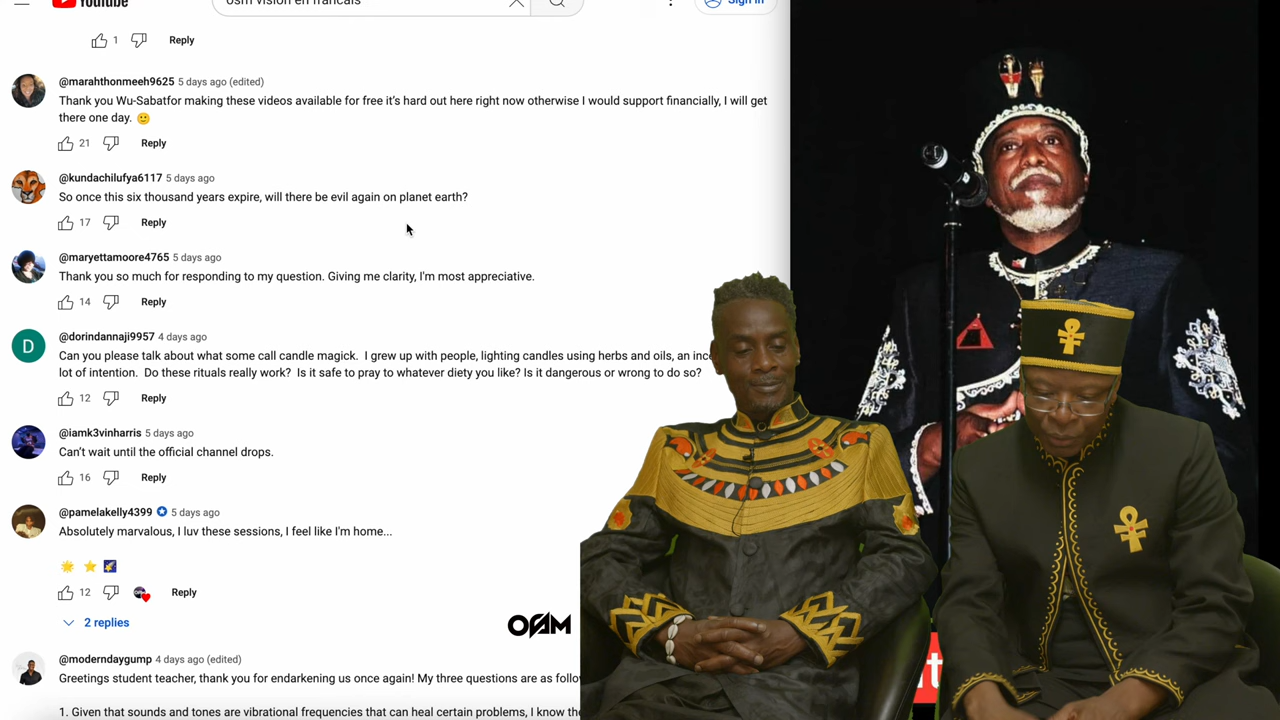 YouTube
osm vision en francais
Sign in
1 Reply
@marahthonmeeh9625 5 days ago (edited)
Thank you Wu-Sabatfor making these videos available for free it's hard out here right now otherwise I would support financially, I will get
there one day. 🙂
21 Reply
@kundachilufya6117 5 days ago
So once this six thousand years expire, will there be evil again on planet earth?
17 Reply
@maryettamoore4765 5 days ago
Thank you so much for responding to my question. Giving me clarity, I'm most appreciative.
14 Reply
D @dorindannaji9957 4 days ago
Can you please talk about what some call candle magick. I grew up with people, lighting candles using herbs and oils, an ince
lot of intention. Do these rituals really work? Is it safe to pray to whatever diety you like? Is it dangerous or wrong to do so?
12 Reply
@iamk3vinharris 5 days ago
Can't wait until the official channel drops.
16 Reply
@pamelakelly4399 5 days ago
Absolutely marvalous, I luv these sessions, I feel like I'm home...
🌟 ⭐ 🌠
12 Reply
2 replies
@moderndaygump 4 days ago (edited)
Greetings student teacher, thank you for endarkening us once again! My three questions are as follow
1. Given that sounds and tones are vibrational frequencies that can heal certain problems, I know the